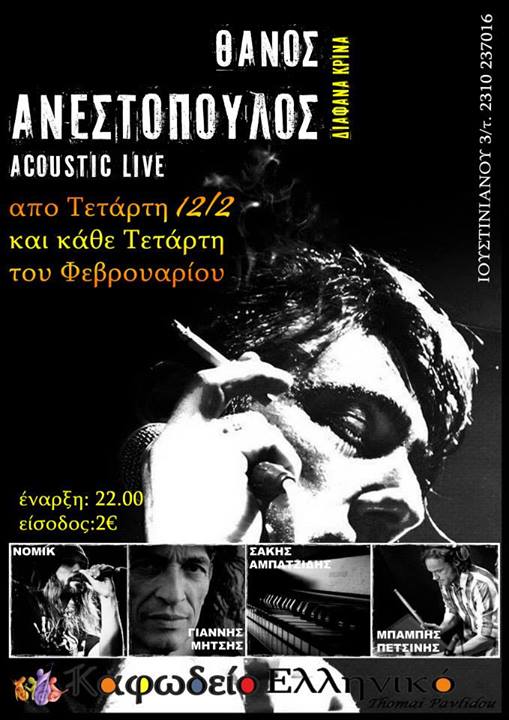 ΘΑΝΟΣ
ΔΙΑΦΑΝΑ ΚΡΙΝΑ
ΑΝΕΣΤΟΠΟΥΛΟΣ
ACOUSTIC LIVE
απο Τετάρτη 12/2
και κάθε Τετάρτη
του Φεβρουαρίου
ΙΟΥΣΤΙΝΙΑΝΟΥ 3/τ. 2310 237016
έναρξη: 22.00
είσοδος:2€
ΝΟΜΙΚ
ΓΙΑΝΝΗΣ
ΜΗΤΣΗΣ
ΣΑΚΗΣ
ΑΜΠΑΤΖΙΔΗΣ
ΜΠΑΜΠΗΣ
ΠΕΤΣΙΝΗΣ
Καφωδείο Ελληνικό
Thomai Pavlidou